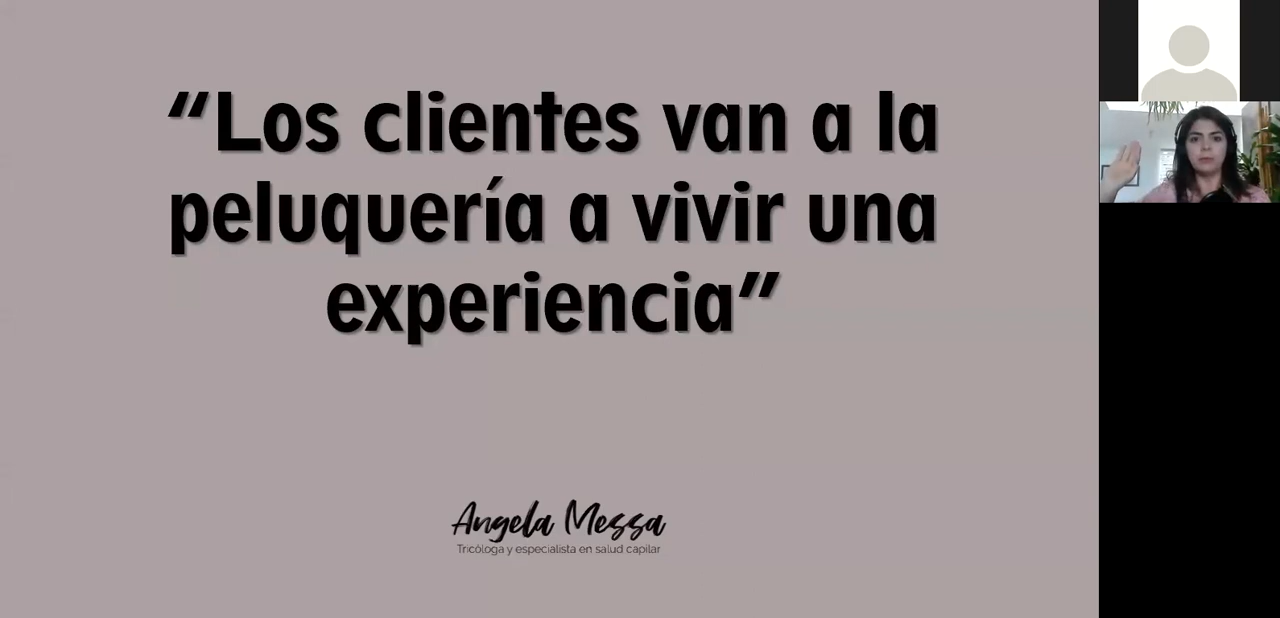 “Los clientes van a la
peluquería a vivir una
experiencia”
Angela Messa
Tricóloga y especialista en salud capilar